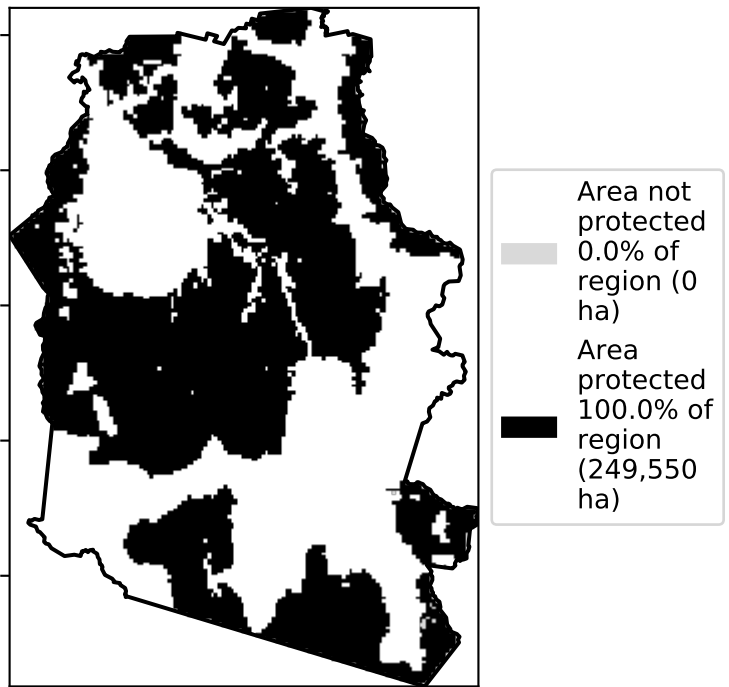 Area not
protected
0.0% of
region (0
ha)
Area
protected
100.0% of
region
(249,550
ha)